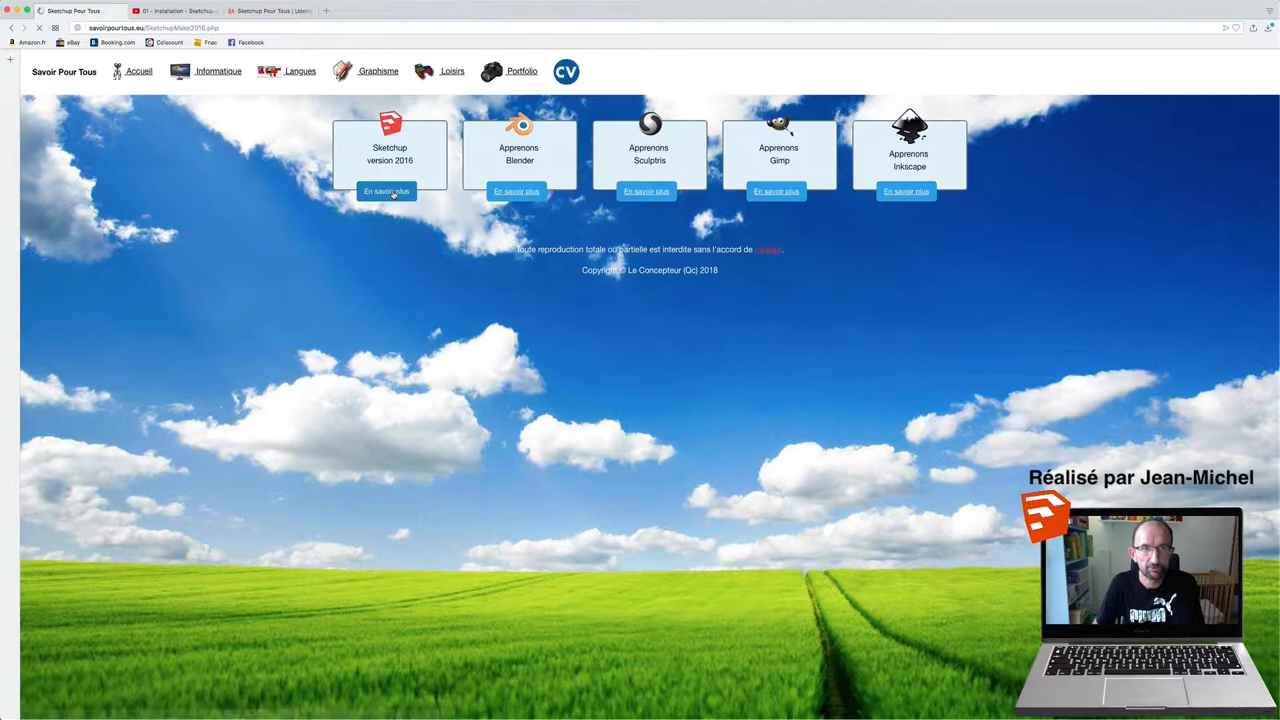 Sketchup Pour Tous
01 - Installation - Sketchup
Sketchup Pour Tous | Udem
savoirpourtous.eu/SketchupMake2016.php
Amazon.fr eBay Booking.com Cdiscount Fnac Facebook
Savoir Pour Tous Accueil Informatique Langues Graphisme Loisirs Portfolio CV
Sketchup
version 2016
En savoir plus
Apprenons
Blender
En savoir plus
Apprenons
Sculptris
En savoir plus
Apprenons
Gimp
En savoir plus
Apprenons
Inkscape
En savoir plus
Toute reproduction totale ou partielle est interdite sans l'accord de
Copyright © Le Concepteur (Qc) 2018
Réalisé par Jean-Michel